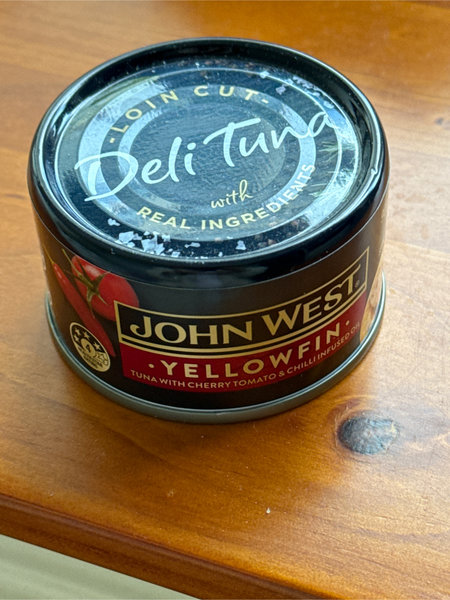 ·LOIN CUT·
Deli Tuna
with
REAL INGREDIENTS
JOHN WEST
·YELLOWFIN·
TUNA WITH CHERRY TOMATO & CHILLI INFUSED OIL